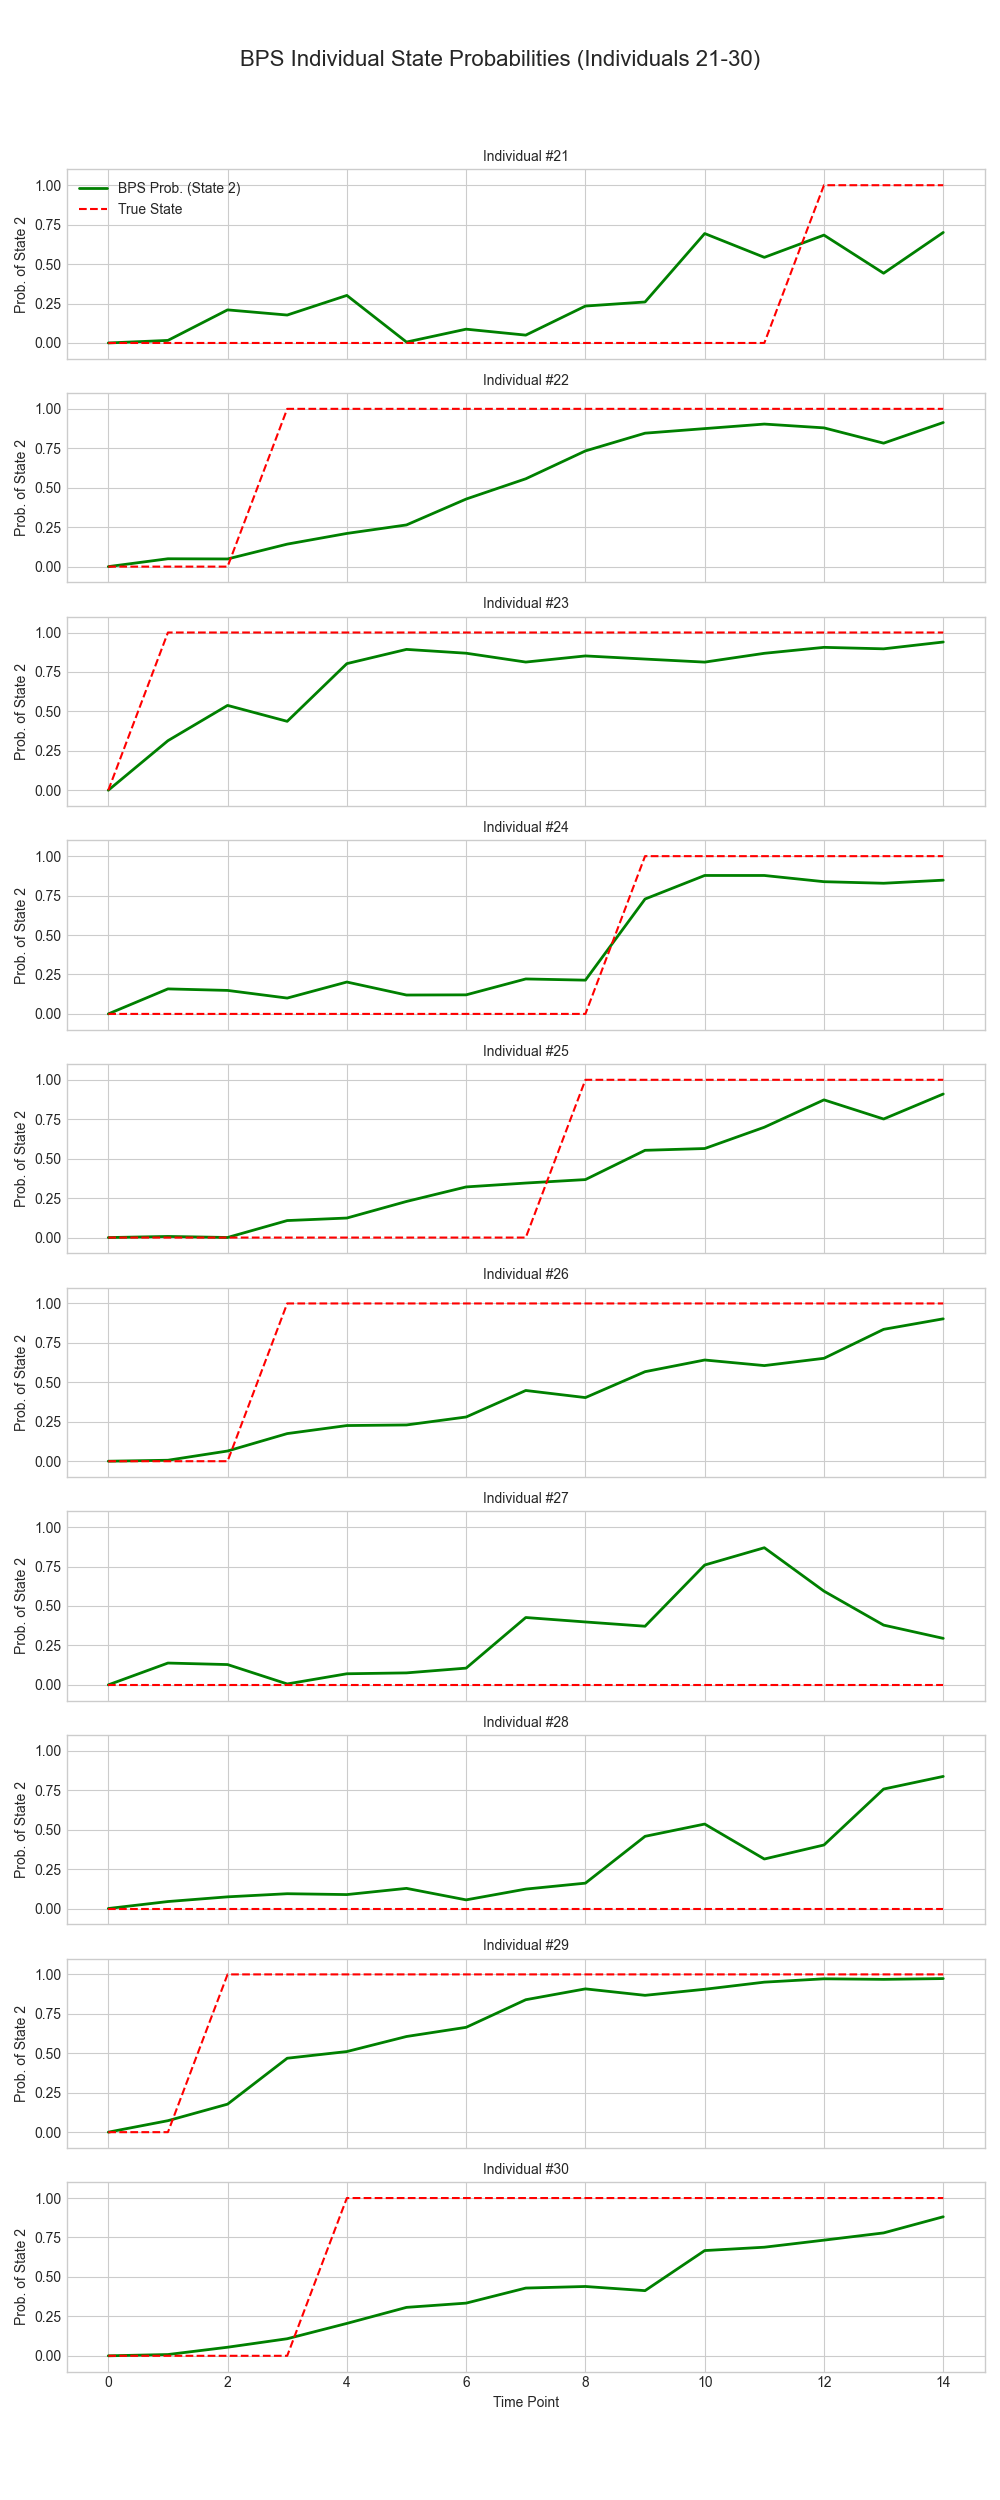 BPS Individual State Probabilities (Individuals 21-30)
Individual #21
1.00
0.75
0.50
0.25
0.00
Prob. of State 2
BPS Prob. (State 2)
True State
Individual #22
1.00
0.75
0.50
0.25
0.00
Prob. of State 2
Individual #23
1.00
0.75
0.50
0.25
0.00
Prob. of State 2
Individual #24
1.00
0.75
0.50
0.25
0.00
Prob. of State 2
Individual #25
1.00
0.75
0.50
0.25
0.00
Prob. of State 2
Individual #26
1.00
0.75
0.50
0.25
0.00
Prob. of State 2
Individual #27
1.00
0.75
0.50
0.25
0.00
Prob. of State 2
Individual #28
1.00
0.75
0.50
0.25
0.00
Prob. of State 2
Individual #29
1.00
0.75
0.50
0.25
0.00
Prob. of State 2
Individual #30
1.00
0.75
0.50
0.25
0.00
Prob. of State 2
0 2 4 6 8 10 12 14
Time Point